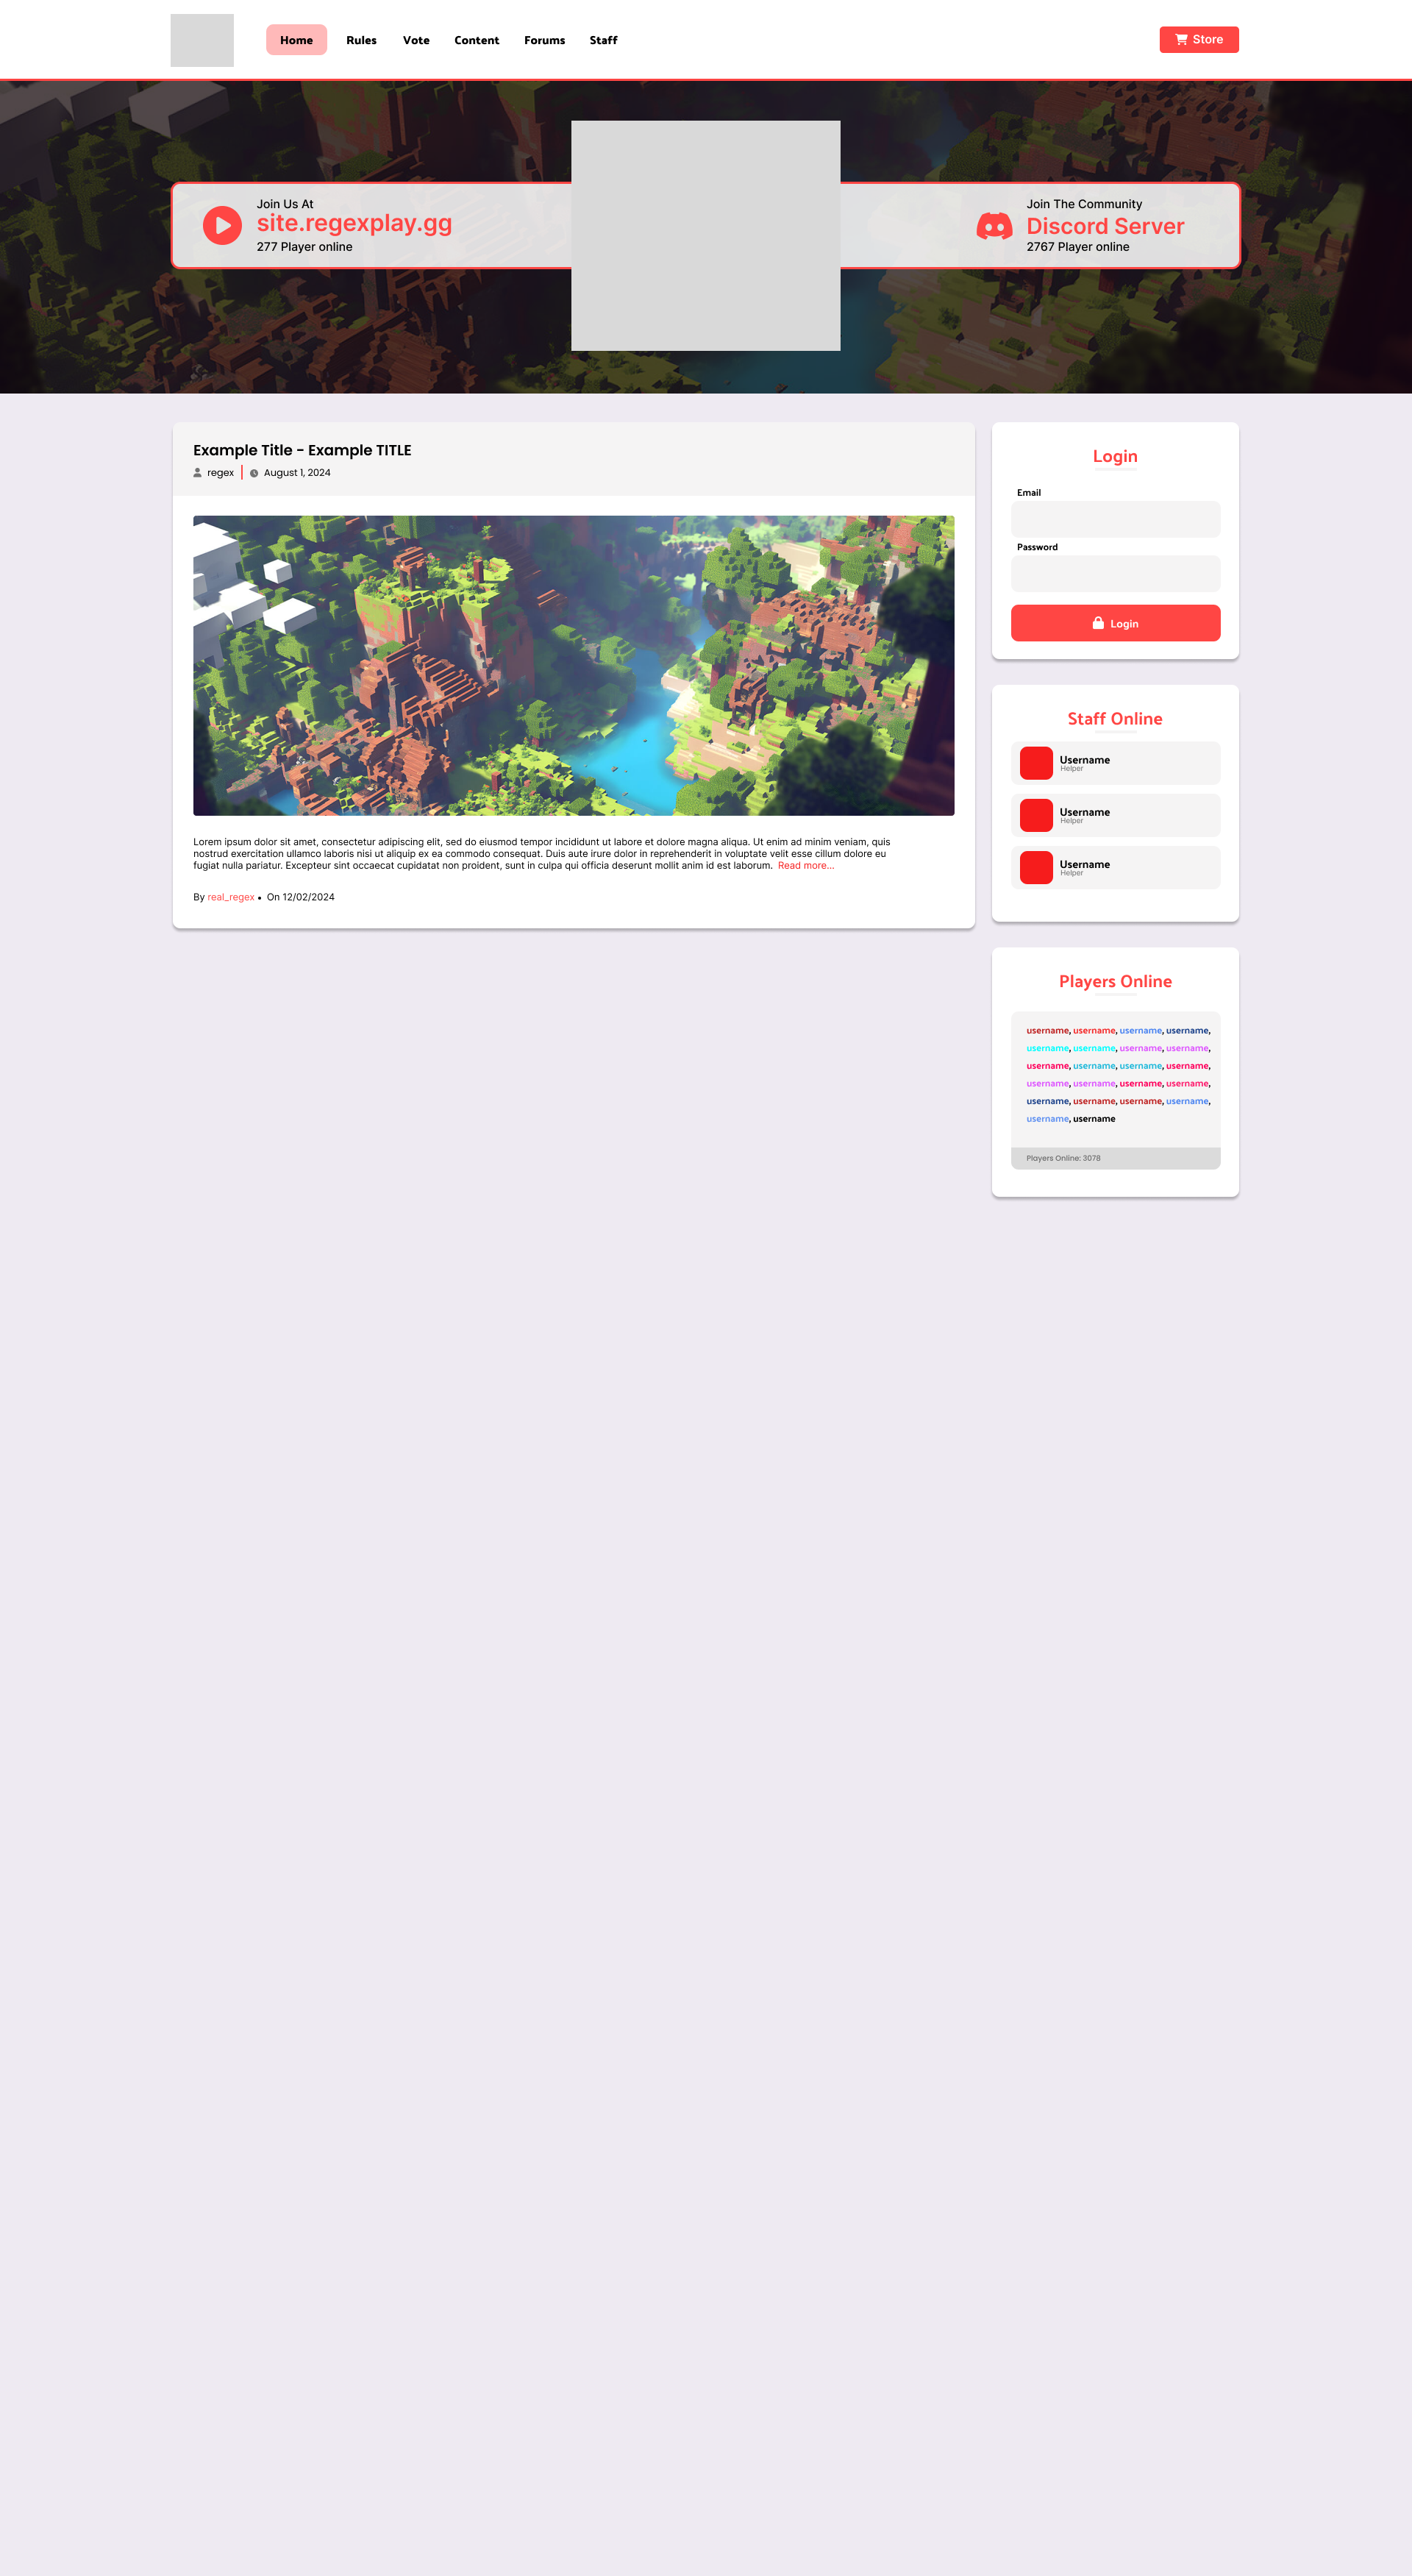 Home Rules Vote Content Forums Staff Store
Join Us At
site.regexplay.gg
277 Player online
Join The Community
Discord Server
2767 Player online
Example Title - Example TITLE
regex August 1, 2024
Lorem ipsum dolor sit amet, consectetur adipiscing elit, sed do eiusmod tempor incididunt ut labore et dolore magna aliqua. Ut enim ad minim veniam, quis
nostrud exercitation ullamco laboris nisi ut aliquip ex ea commodo consequat. Duis aute irure dolor in reprehenderit in voluptate velit esse cillum dolore eu
fugiat nulla pariatur. Excepteur sint occaecat cupidatat non proident, sunt in culpa qui officia deserunt mollit anim id est laborum. Read more...
By real_regex • On 12/02/2024
Login
Email
Password
Login
Staff Online
Username
Helper
Username
Helper
Username
Helper
Players Online
username, username, username, username,
username, username, username, username,
username, username, username, username,
username, username, username, username,
username, username, username, username,
username, username
Players Online: 3078